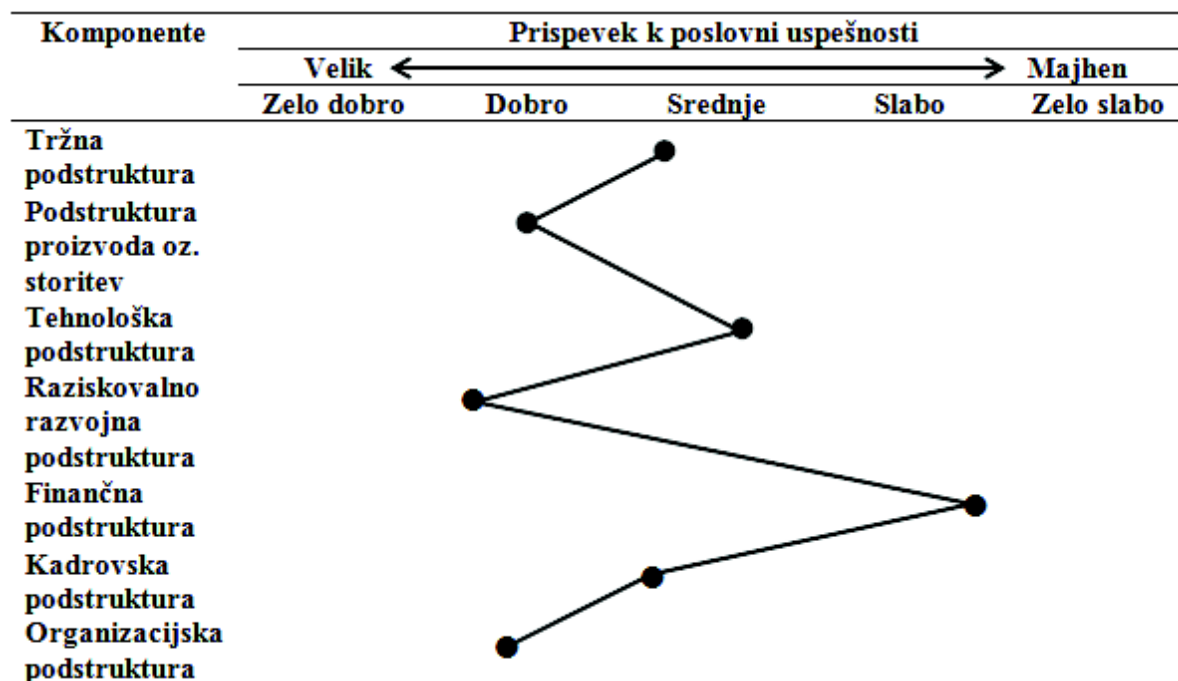 Komponente Prispevek k poslovni uspešnosti
Velik Majhen
Zelo dobro Dobro Srednje Slabo Zelo slabo
Tržna
podstruktura
Podstruktura
proizvoda oz.
storitev
Tehnološka
podstruktura
Raziskovalno
razvojna
podstruktura
Finančna
podstruktura
Kadrovska
podstruktura
Organizacijska
podstruktura